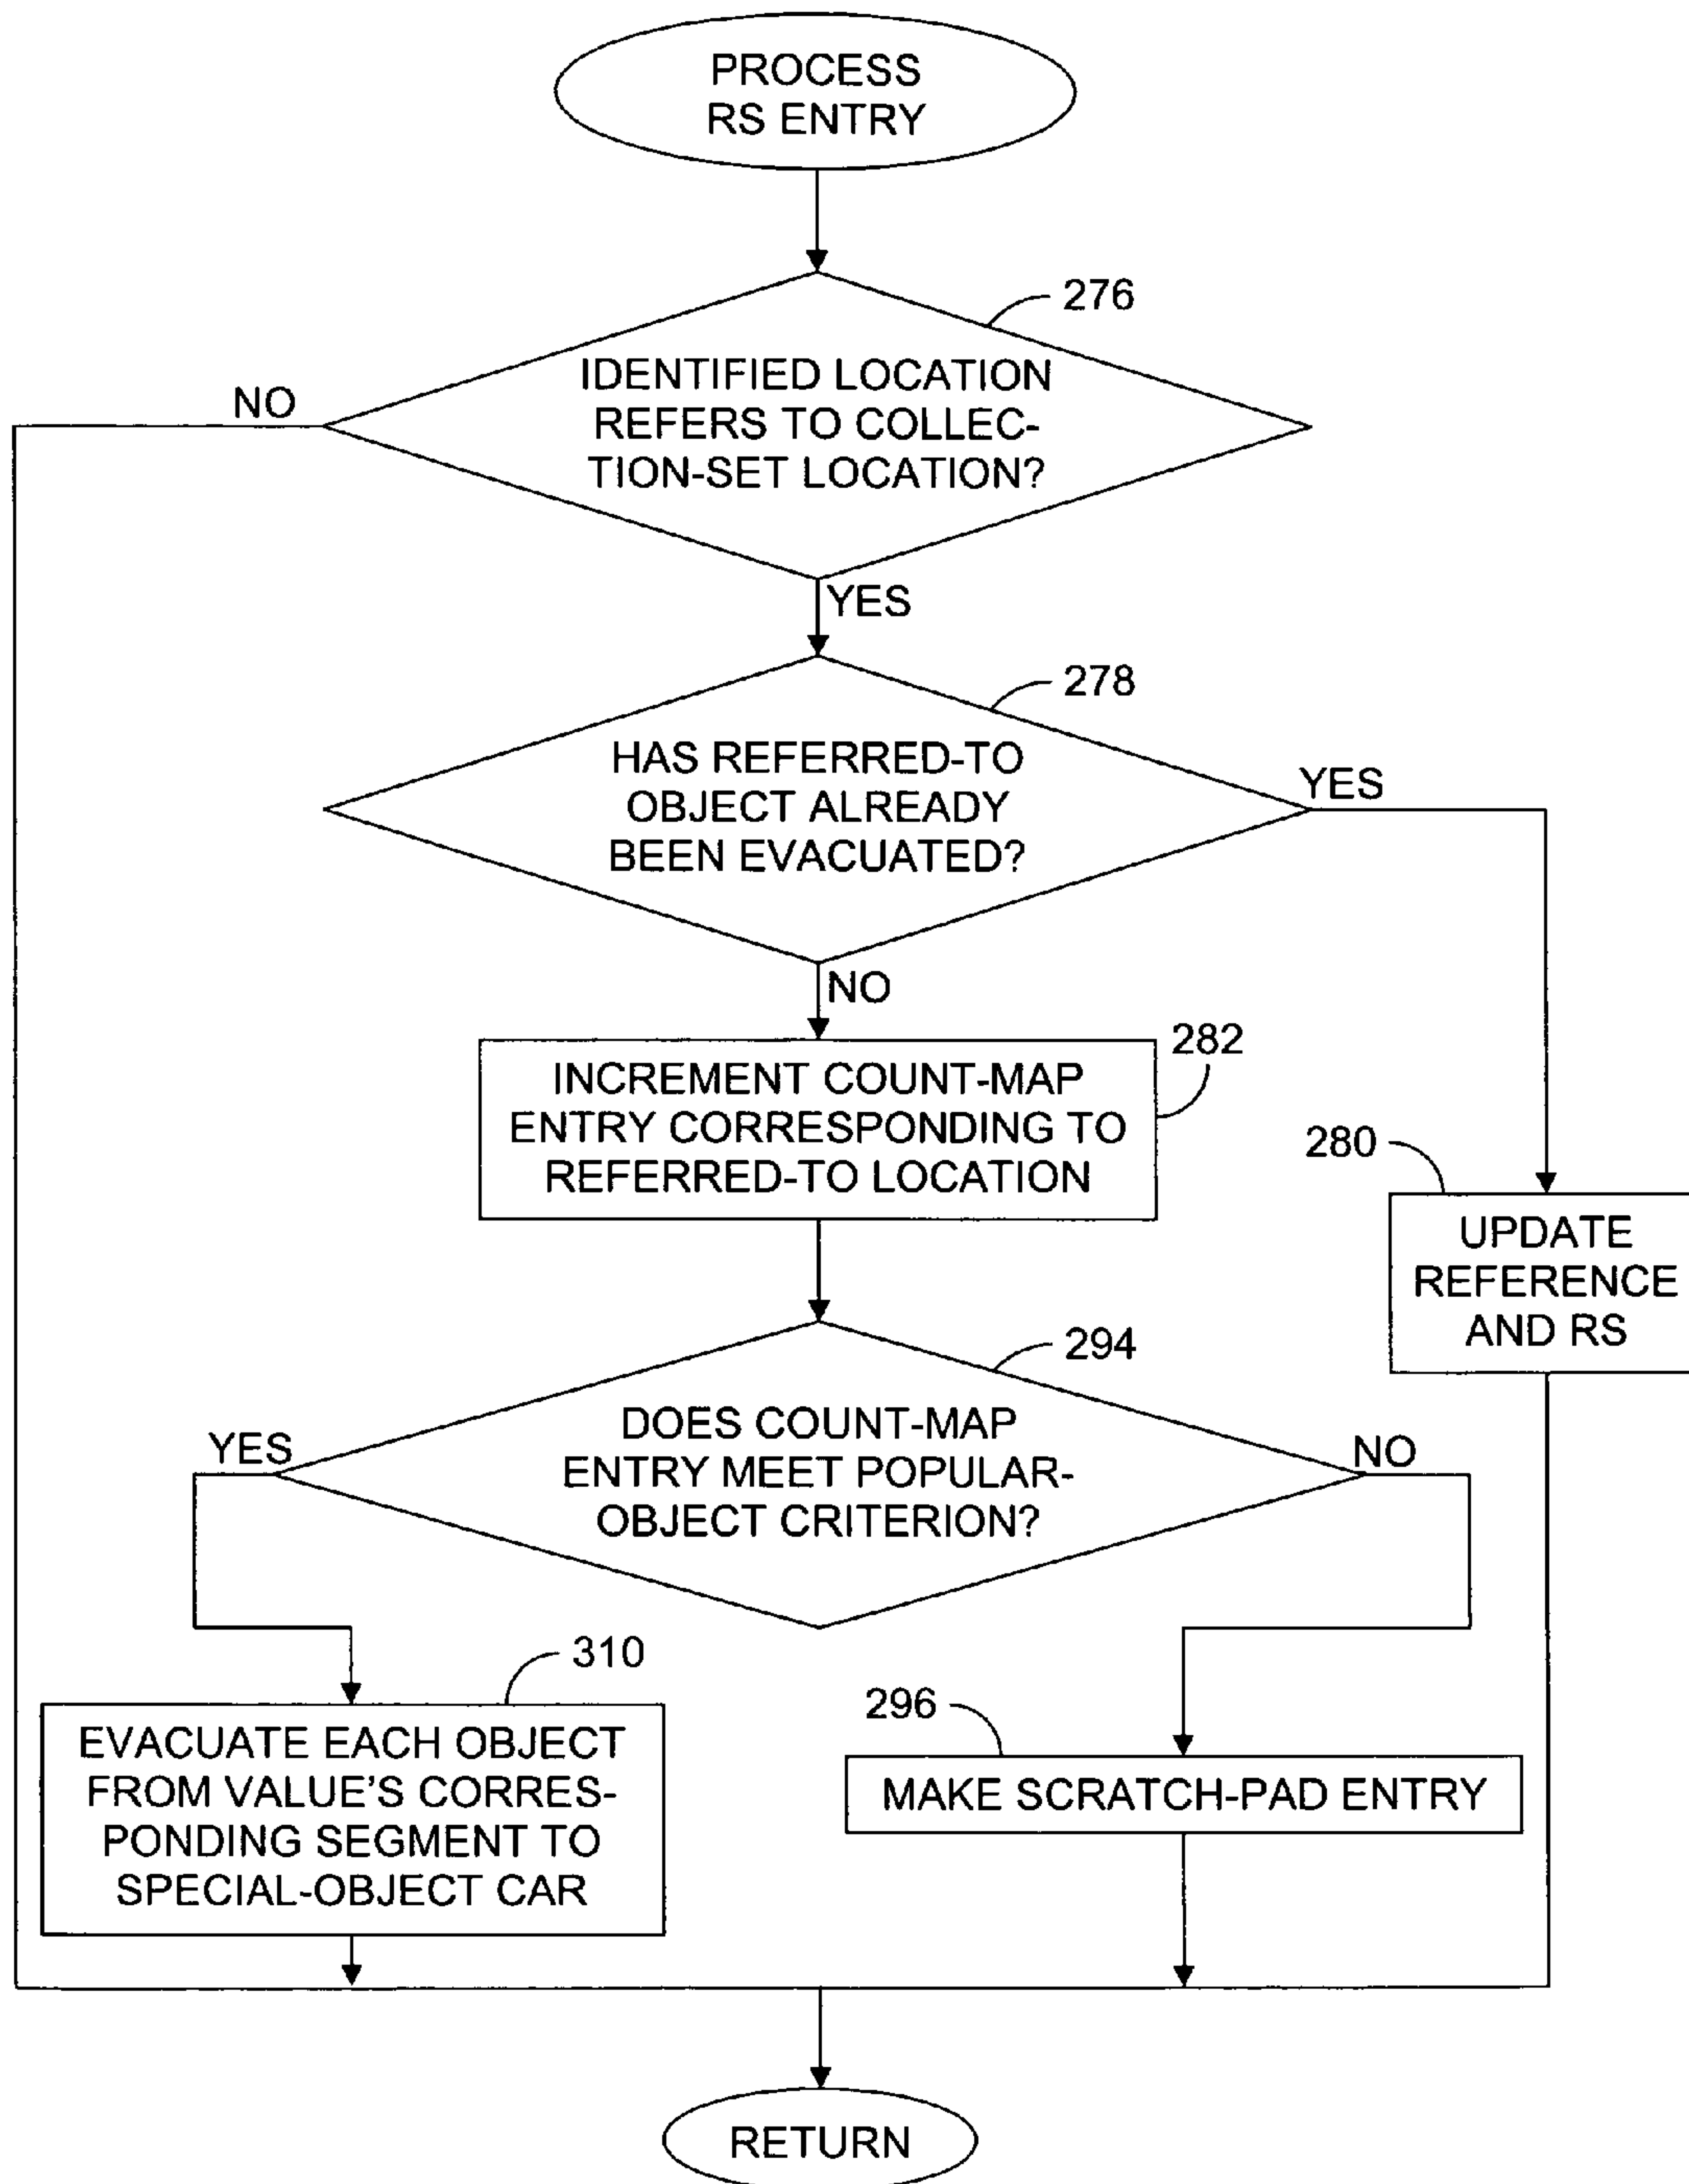 PROCESS
RS ENTRY
276
IDENTIFIED LOCATION
REFERS TO COLLEC-
TION-SET LOCATION?
NO
YES
278
HAS REFERRED-TO
OBJECT ALREADY
BEEN EVACUATED?
YES
NO
282
INCREMENT COUNT-MAP
ENTRY CORRESPONDING TO
REFERRED-TO LOCATION
280
UPDATE
REFERENCE
AND RS
294
DOES COUNT-MAP
ENTRY MEET POPULAR-
OBJECT CRITERION?
YES
NO
310
EVACUATE EACH OBJECT
FROM VALUE'S CORRES-
PONDING SEGMENT TO
SPECIAL-OBJECT CAR
296
MAKE SCRATCH-PAD ENTRY
RETURN